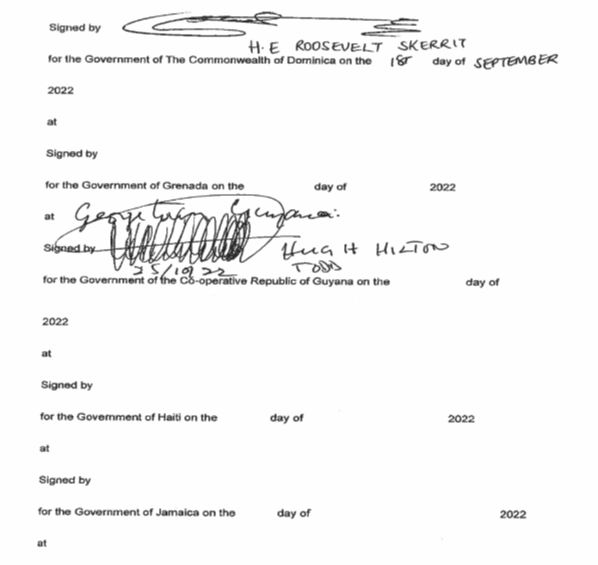 Signed by
H.E ROOSEVELT SKERRIT
for the Government of The Commonwealth of Dominica on the 1st day of SEPTEMBER
2022
at
Signed by
for the Government of Grenada on the day of 2022
at Georgetown Guyana.
Signed by HUGH HILTON
25/10/22 TODD
for the Government of the Co-operative Republic of Guyana on the day of
2022
at
Signed by
for the Government of Haiti on the day of 2022
at
Signed by
for the Government of Jamaica on the day of 2022
at